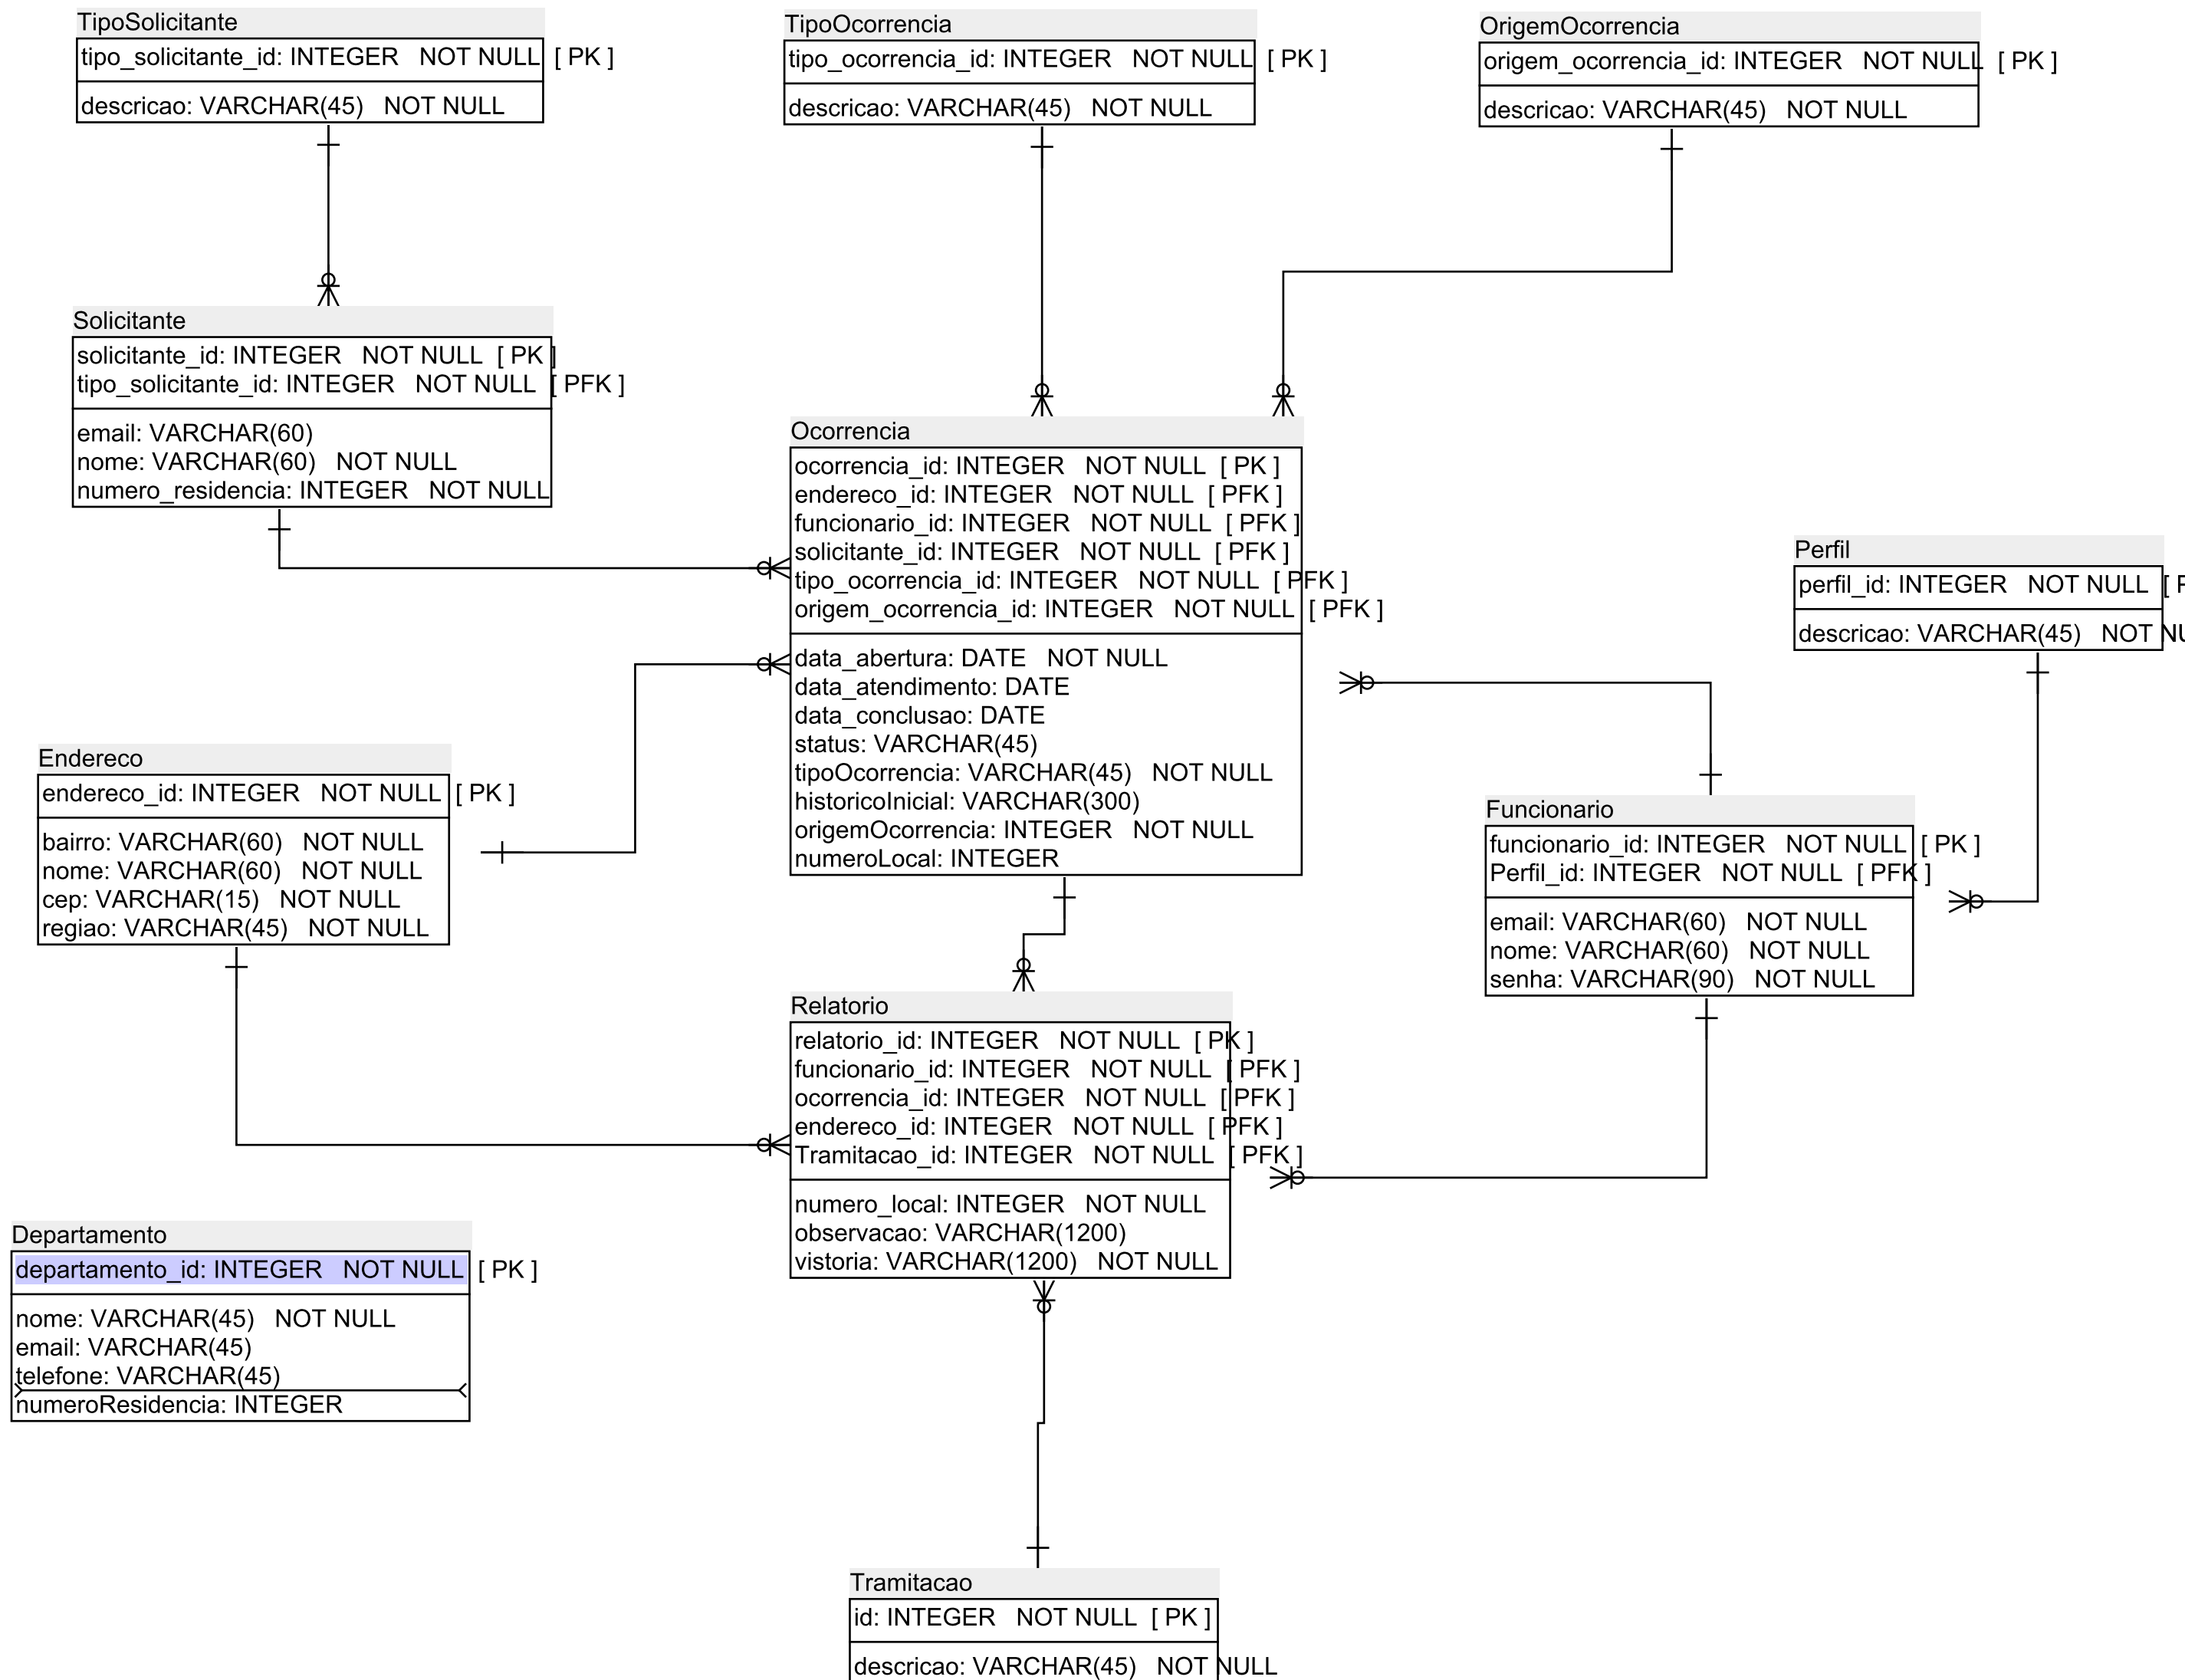 TipoSolicitante
tipo_solicitante_id: INTEGER NOT NULL [ PK ]
descricao: VARCHAR(45) NOT NULL
TipoOcorrencia
tipo_ocorrencia_id: INTEGER NOT NULL [ PK ]
descricao: VARCHAR(45) NOT NULL
OrigemOcorrencia
origem_ocorrencia_id: INTEGER NOT NULL [ PK ]
descricao: VARCHAR(45) NOT NULL
Solicitante
solicitante_id: INTEGER NOT NULL [ PK ]
tipo_solicitante_id: INTEGER NOT NULL [ PFK ]
email: VARCHAR(60)
nome: VARCHAR(60) NOT NULL
numero_residencia: INTEGER NOT NULL
Ocorrencia
ocorrencia_id: INTEGER NOT NULL [ PK ]
endereco_id: INTEGER NOT NULL [ PFK ]
funcionario_id: INTEGER NOT NULL [ PFK ]
solicitante_id: INTEGER NOT NULL [ PFK ]
tipo_ocorrencia_id: INTEGER NOT NULL [ PFK ]
origem_ocorrencia_id: INTEGER NOT NULL [ PFK ]
data_abertura: DATE NOT NULL
data_atendimento: DATE
data_conclusao: DATE
status: VARCHAR(45)
tipoOcorrencia: VARCHAR(45) NOT NULL
historicoInicial: VARCHAR(300)
origemOcorrencia: INTEGER NOT NULL
numeroLocal: INTEGER
Perfil
perfil_id: INTEGER NOT NULL [
descricao: VARCHAR(45) NOT
Endereco
endereco_id: INTEGER NOT NULL [ PK ]
bairro: VARCHAR(60) NOT NULL
nome: VARCHAR(60) NOT NULL
cep: VARCHAR(15) NOT NULL
regiao: VARCHAR(45) NOT NULL
Funcionario
funcionario_id: INTEGER NOT NULL [ PK ]
Perfil_id: INTEGER NOT NULL [ PFK ]
email: VARCHAR(60) NOT NULL
nome: VARCHAR(60) NOT NULL
senha: VARCHAR(90) NOT NULL
Relatorio
relatorio_id: INTEGER NOT NULL [ PK ]
funcionario_id: INTEGER NOT NULL [ PFK ]
ocorrencia_id: INTEGER NOT NULL [ PFK ]
endereco_id: INTEGER NOT NULL [ PFK ]
Tramitacao_id: INTEGER NOT NULL [ PFK ]
numero_local: INTEGER NOT NULL
observacao: VARCHAR(1200)
vistoria: VARCHAR(1200) NOT NULL
Departamento
departamento_id: INTEGER NOT NULL [ PK ]
nome: VARCHAR(45) NOT NULL
email: VARCHAR(45)
telefone: VARCHAR(45)
numeroResidencia: INTEGER
Tramitacao
id: INTEGER NOT NULL [ PK ]
descricao: VARCHAR(45) NOT NULL